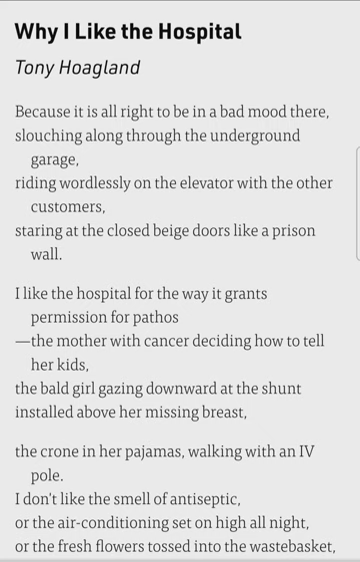 Why I Like the Hospital
Tony Hoagland
Because it is all right to be in a bad mood there,
slouching along through the underground
garage,
riding wordlessly on the elevator with the other
customers,
staring at the closed beige doors like a prison
wall.
I like the hospital for the way it grants
permission for pathos
—the mother with cancer deciding how to tell
her kids,
the bald girl gazing downward at the shunt
installed above her missing breast,
the crone in her pajamas, walking with an IV
pole.
I don't like the smell of antiseptic,
or the air-conditioning set on high all night,
or the fresh flowers tossed into the wastebasket,